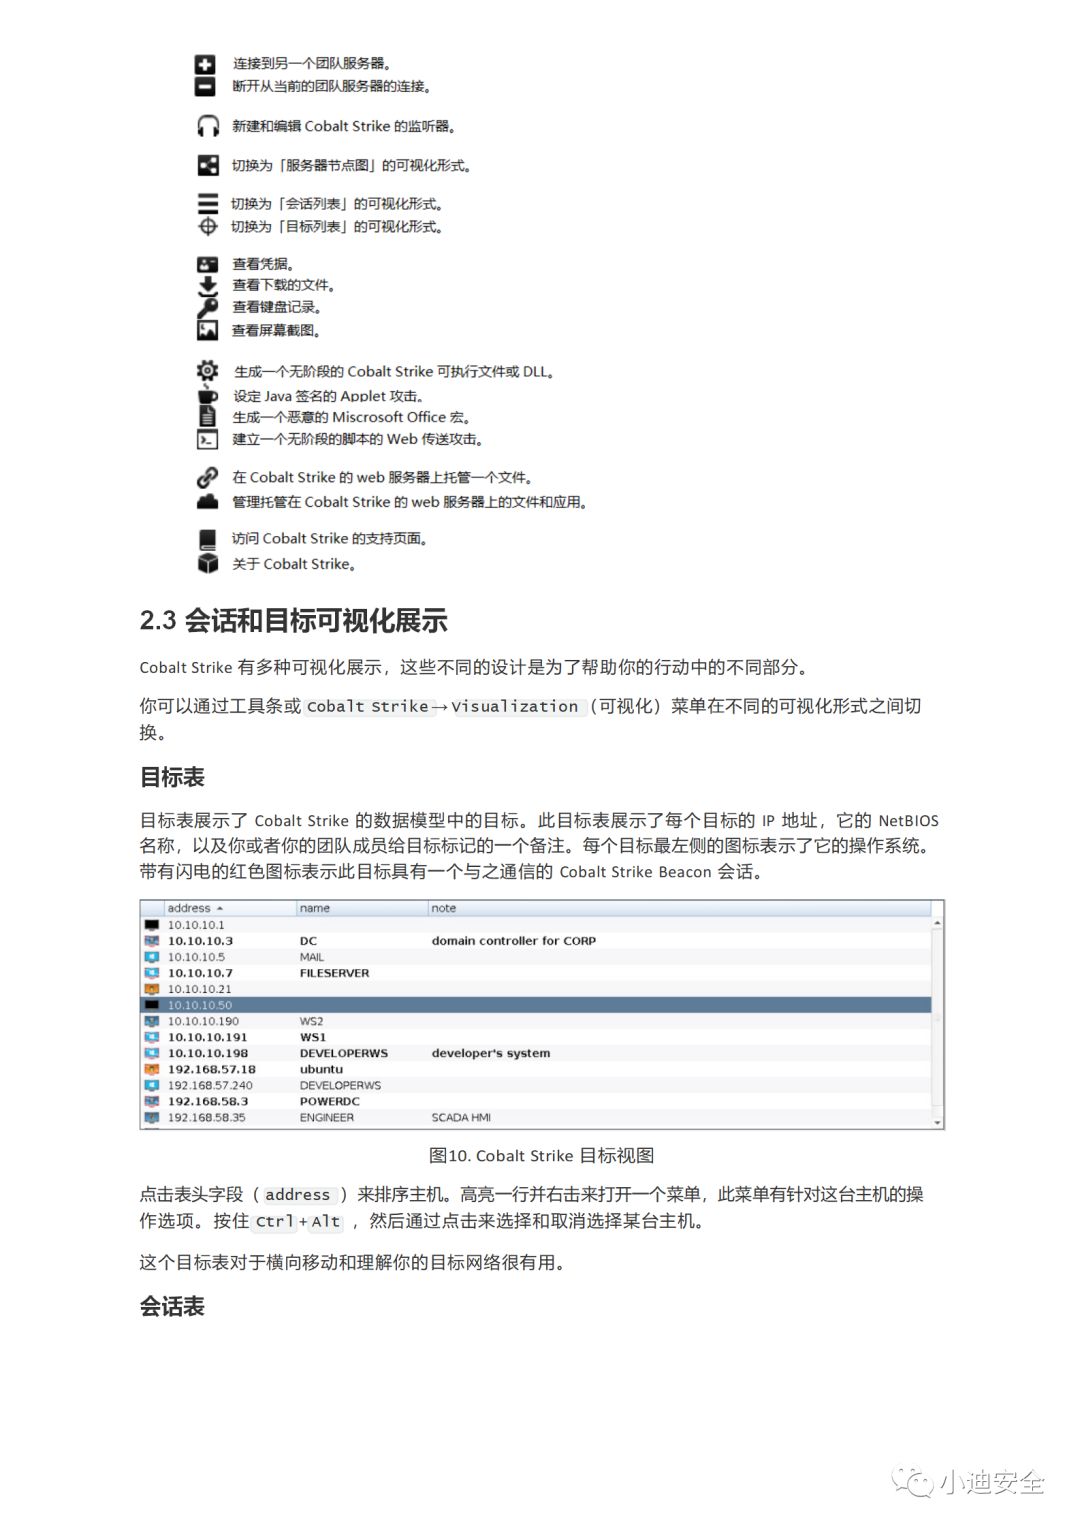 连接到另一个团队服务器。
断开从当前的团队服务器的连接。
新建和编辑 Cobalt Strike 的监听器。
切换为「服务器节点图」的可视化形式。
切换为「会话列表」的可视化形式。
切换为「目标列表」的可视化形式。
查看凭据。
查看下载的文件。
查看键盘记录。
查看屏幕截图。
生成一个无阶段的 Cobalt Strike 可执行文件或 DLL。
设定 Java 签名的 Applet 攻击。
生成一个恶意的 Miscrosoft Office 宏。
建立一个无阶段的脚本的 Web 传送攻击。
在 Cobalt Strike 的 web 服务器上托管一个文件。
管理托管在 Cobalt Strike 的 web 服务器上的文件和应用。
访问 Cobalt Strike 的支持页面。
关于 Cobalt Strike。
2.3 会话和目标可视化展示
Cobalt Strike 有多种可视化展示，这些不同的设计是为了帮助你的行动中的不同部分。
你可以通过工具条或 Cobalt Strike→Visualization（可视化）菜单在不同的可视化形式之间切
换。
目标表
目标表展示了 Cobalt Strike 的数据模型中的目标。此目标表展示了每个目标的 IP 地址，它的 NetBIOS
名称，以及你或者你的团队成员给目标标记的一个备注。每个目标最左侧的图标表示了它的操作系统。
带有闪电的红色图标表示此目标具有一个与之通信的 Cobalt Strike Beacon 会话。
address name note
10.10.10.1
10.10.10.3 DC domain controller for CORP
10.10.10.5 MAIL
10.10.10.7 FILESERVER
10.10.10.21
10.10.10.50
10.10.10.190 WS2
10.10.10.191 WS1
10.10.10.198 DEVELOPERWS developer's system
192.168.57.18 ubuntu
192.168.57.240 DEVELOPERWS
192.168.58.3 POWERDC
192.168.58.35 ENGINEER SCADA HMI
图10. Cobalt Strike 目标视图
点击表头字段（ address ）来排序主机。高亮一行并右击来打开一个菜单，此菜单有针对这台主机的操
作选项。按住 Ctrl+Alt ，然后通过点击来选择和取消选择某台主机。
这个目标表对于横向移动和理解你的目标网络很有用。
会话表
小迪安全